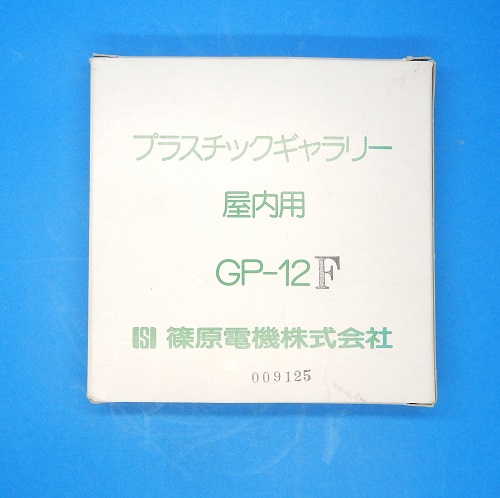 プラスチックギャラリー
屋内用
GP-12F
ISI 篠原電機株式会社
009125